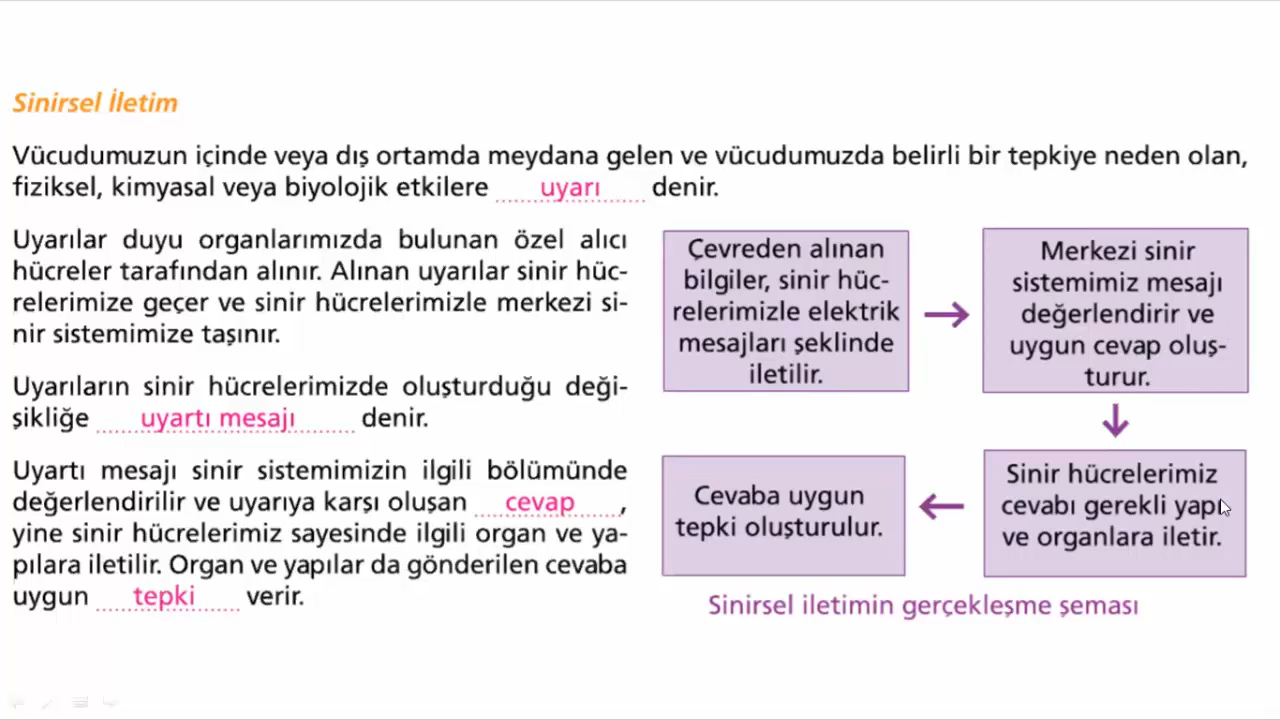 Sinirsel İletim
Vücudumuzun içinde veya dış ortamda meydana gelen ve vücudumuzda belirli bir tepkiye neden olan,
fiziksel, kimyasal veya biyolojik etkilere uyarı denir.
Uyarılar duyu organlarımızda bulunan özel alıcı
hücreler tarafından alınır. Alınan uyarılar sinir hüc-
relerimize geçer ve sinir hücrelerimizle merkezi si-
nir sistemimize taşınır.
Uyarıların sinir hücrelerimizde oluşturduğu deği-
şikliğe uyartı mesajı denir.
Uyartı mesajı sinir sistemimizin ilgili bölümünde
değerlendirilir ve uyarıya karşı oluşan cevap,
yine sinir hücrelerimiz sayesinde ilgili organ ve ya-
pılara iletilir. Organ ve yapılar da gönderilen cevaba
uygun tepki verir.
Çevreden alınan
bilgiler, sinir hüc-
relerimizle elektrik
mesajları şeklinde
iletilir.
Merkezi sinir
sistemimiz mesajı
değerlendirir ve
uygun cevap oluş-
turur.
Sinir hücrelerimiz
cevabı gerekli yapı
ve organlara iletir.
Cevaba uygun
tepki oluşturulur.
Sinirsel iletimin gerçekleşme şeması